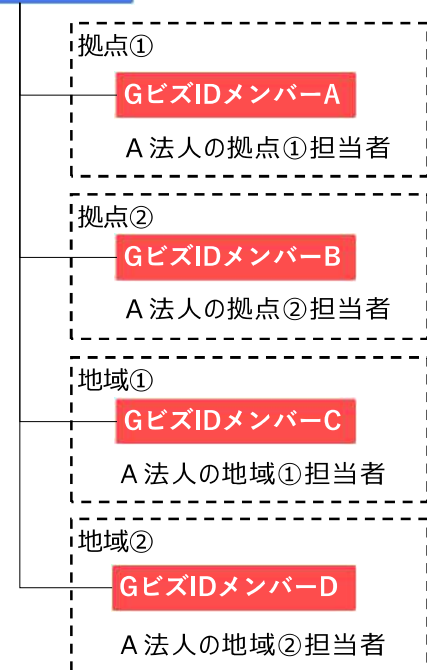 拠点①
GビズIDメンバーA
A法人の拠点①担当者
拠点②
GビズIDメンバーB
A法人の拠点②担当者
地域①
GビズIDメンバーC
A法人の地域①担当者
地域②
GビズIDメンバーD
A法人の地域②担当者